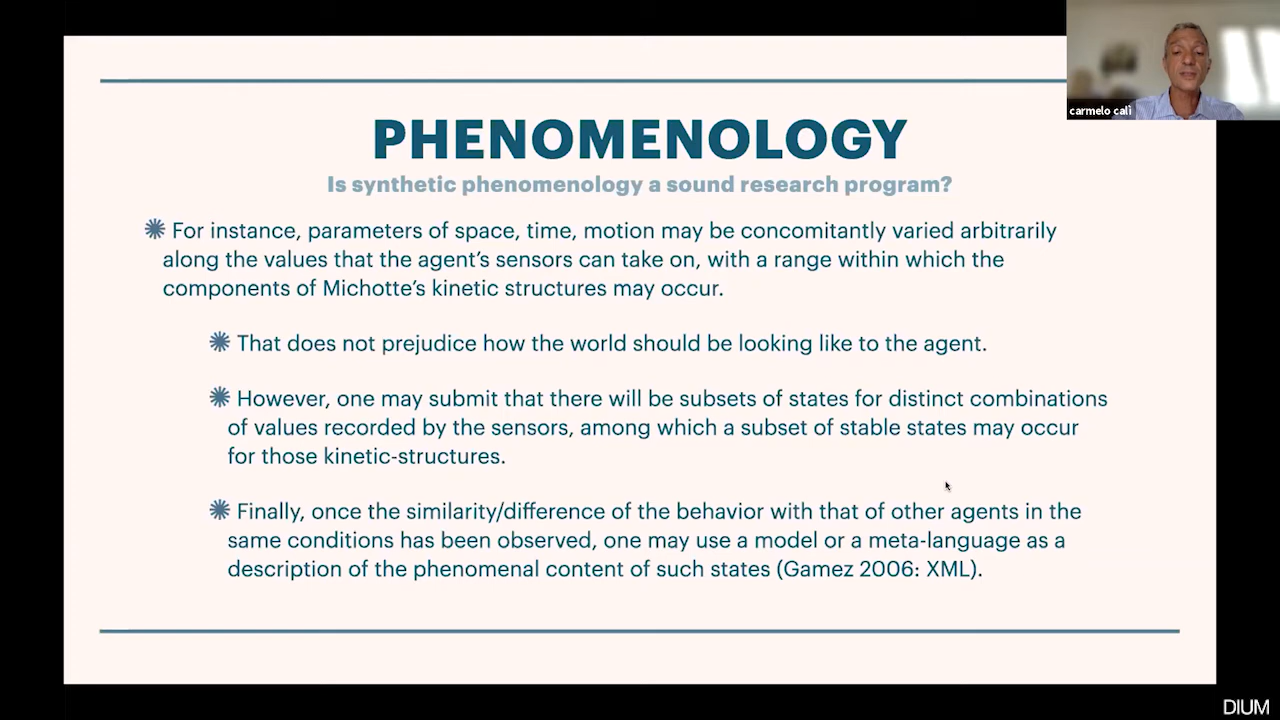 carmelo calì
PHENOMENOLOGY
Is synthetic phenomenology a sound research program?
For instance, parameters of space, time, motion may be concomitantly varied arbitrarily
along the values that the agent’s sensors can take on, with a range within which the
components of Michotte’s kinetic structures may occur.
That does not prejudice how the world should be looking like to the agent.
However, one may submit that there will be subsets of states for distinct combinations
of values recorded by the sensors, among which a subset of stable states may occur
for those kinetic-structures.
Finally, once the similarity/difference of the behavior with that of other agents in the
same conditions has been observed, one may use a model or a meta-language as a
description of the phenomenal content of such states (Gamez 2006: XML).
DIUM